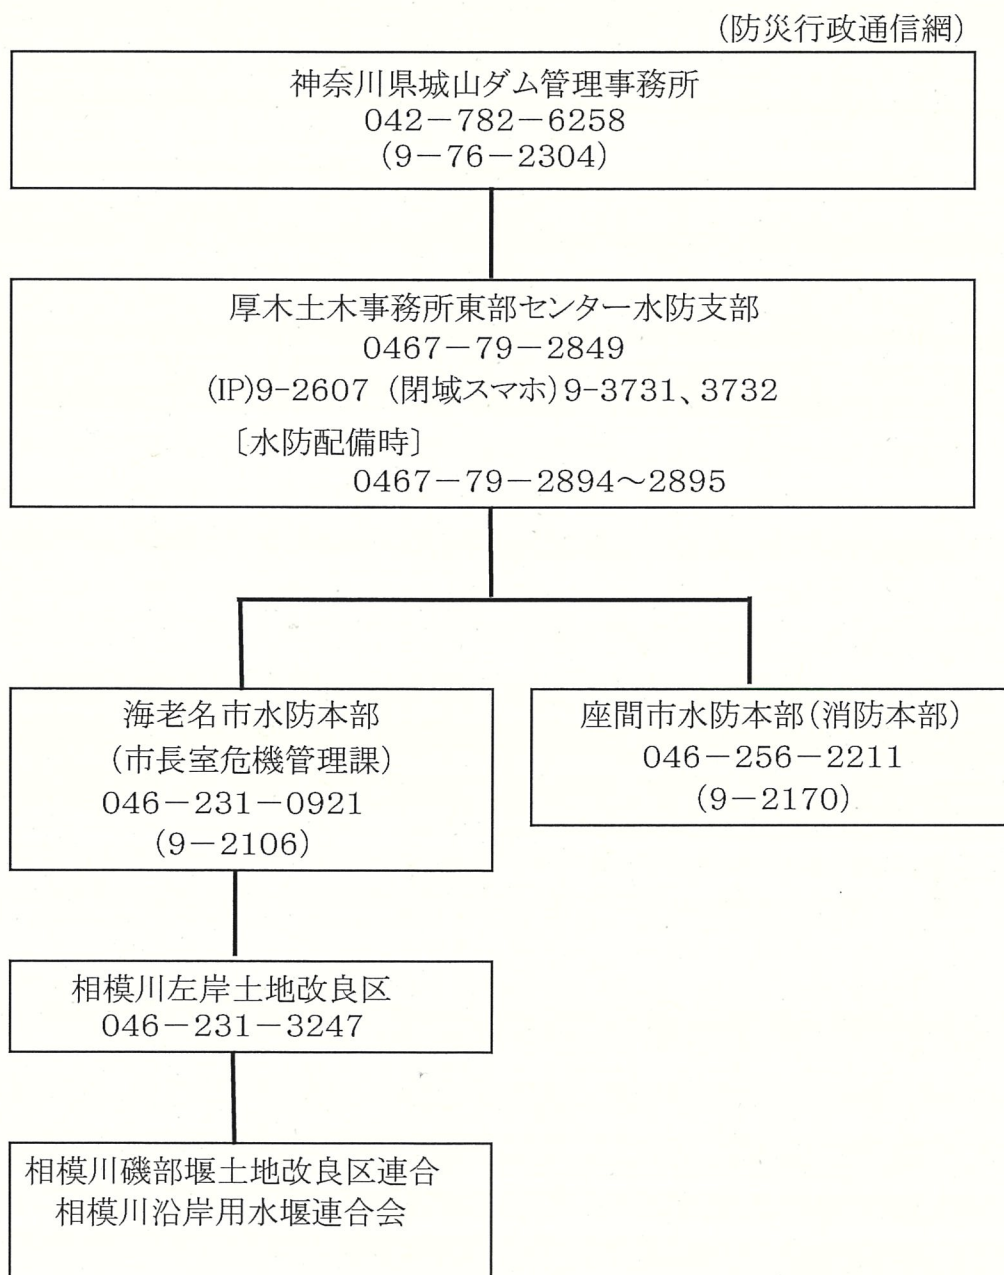 (防災行政通信網)
神奈川県城山ダム管理事務所
042－782－6258
(9－76－2304)
厚木土木事務所東部センター水防支部
0467－79－2849
(IP)9-2607 (閉域スマホ)9-3731、3732
〔水防配備時〕
0467－79－2894～2895
海老名市水防本部
(市長室危機管理課)
046－231－0921
(9－2106)
座間市水防本部(消防本部)
046－256－2211
(9－2170)
相模川左岸土地改良区
046－231－3247
相模川磯部堰土地改良区連合
相模川沿岸用水堰連合会